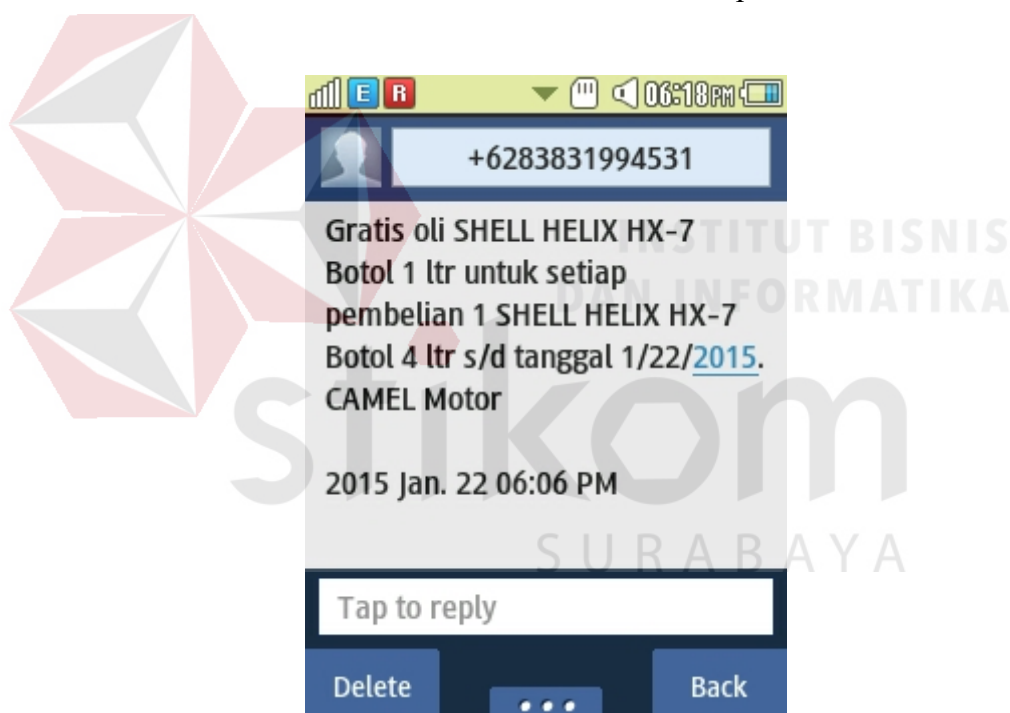 E R 06:18PM
+6283831994531
Gratis oli SHELL HELIX HX-7
Botol 1 ltr untuk setiap
pembelian 1 SHELL HELIX HX-7
Botol 4 ltr s/d tanggal 1/22/2015.
CAMEL Motor
2015 Jan. 22 06:06 PM
Tap to reply
Delete
Back
INSTITUT BISNIS
DAN INFORMATIKA
stikom
SURABAYA